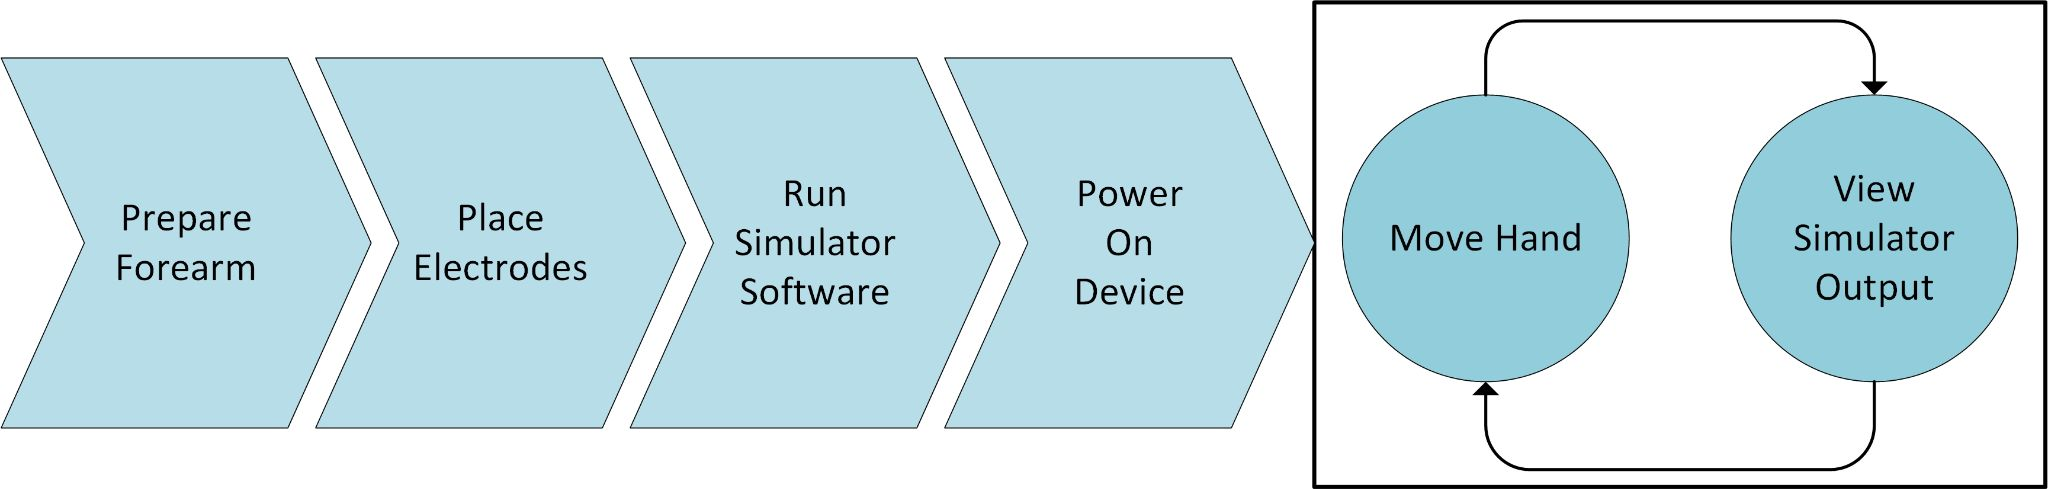 Prepare
Forearm
Place
Electrodes
Run
Simulator
Software
Power
On
Device
Move Hand
View
Simulator
Output